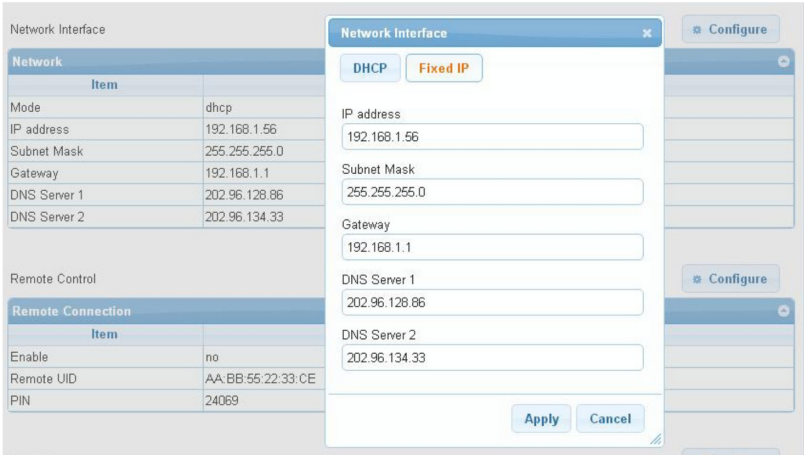 Network Interface
Configure
Network
Item
Mode dhcp
IP address 192.168.1.56
Subnet Mask 255.255.255.0
Gateway 192.168.1.1
DNS Server 1 202.96.128.86
DNS Server 2 202.96.134.33
Remote Control
Configure
Remote Connection
Item
Enable no
Remote UID AA:BB:55:22:33:CE
PIN 24069
Network Interface
DHCP Fixed IP
IP address
192.168.1.56
Subnet Mask
255.255.255.0
Gateway
192.168.1.1
DNS Server 1
202.96.128.86
DNS Server 2
202.96.134.33
Apply Cancel